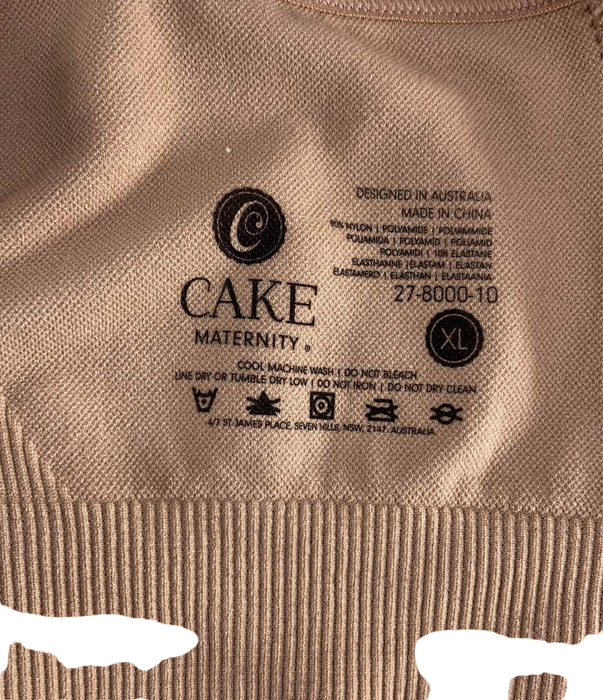 DESIGNED IN AUSTRALIA
MADE IN CHINA
90% NYLON | POLYAMIDE | POLIAMMIDE
POLIAMIDA | POLYAMID | POLIAMID
POLYAMIDI | 10% ELASTANE
ELASTHANNE | ELASTAM | ELASTAN
ELASTAMERO | ELASTHAN | ELASTAANIA
27-8000-10
C
CAKE
MATERNITY ®
XL
COOL MACHINE WASH | DO NOT BLEACH
LINE DRY OR TUMBLE DRY LOW | DO NOT IRON | DO NOT DRY CLEAN
4/7 ST JAMES PLACE, SEVEN HILLS, NSW, 2147. AUSTRALIA